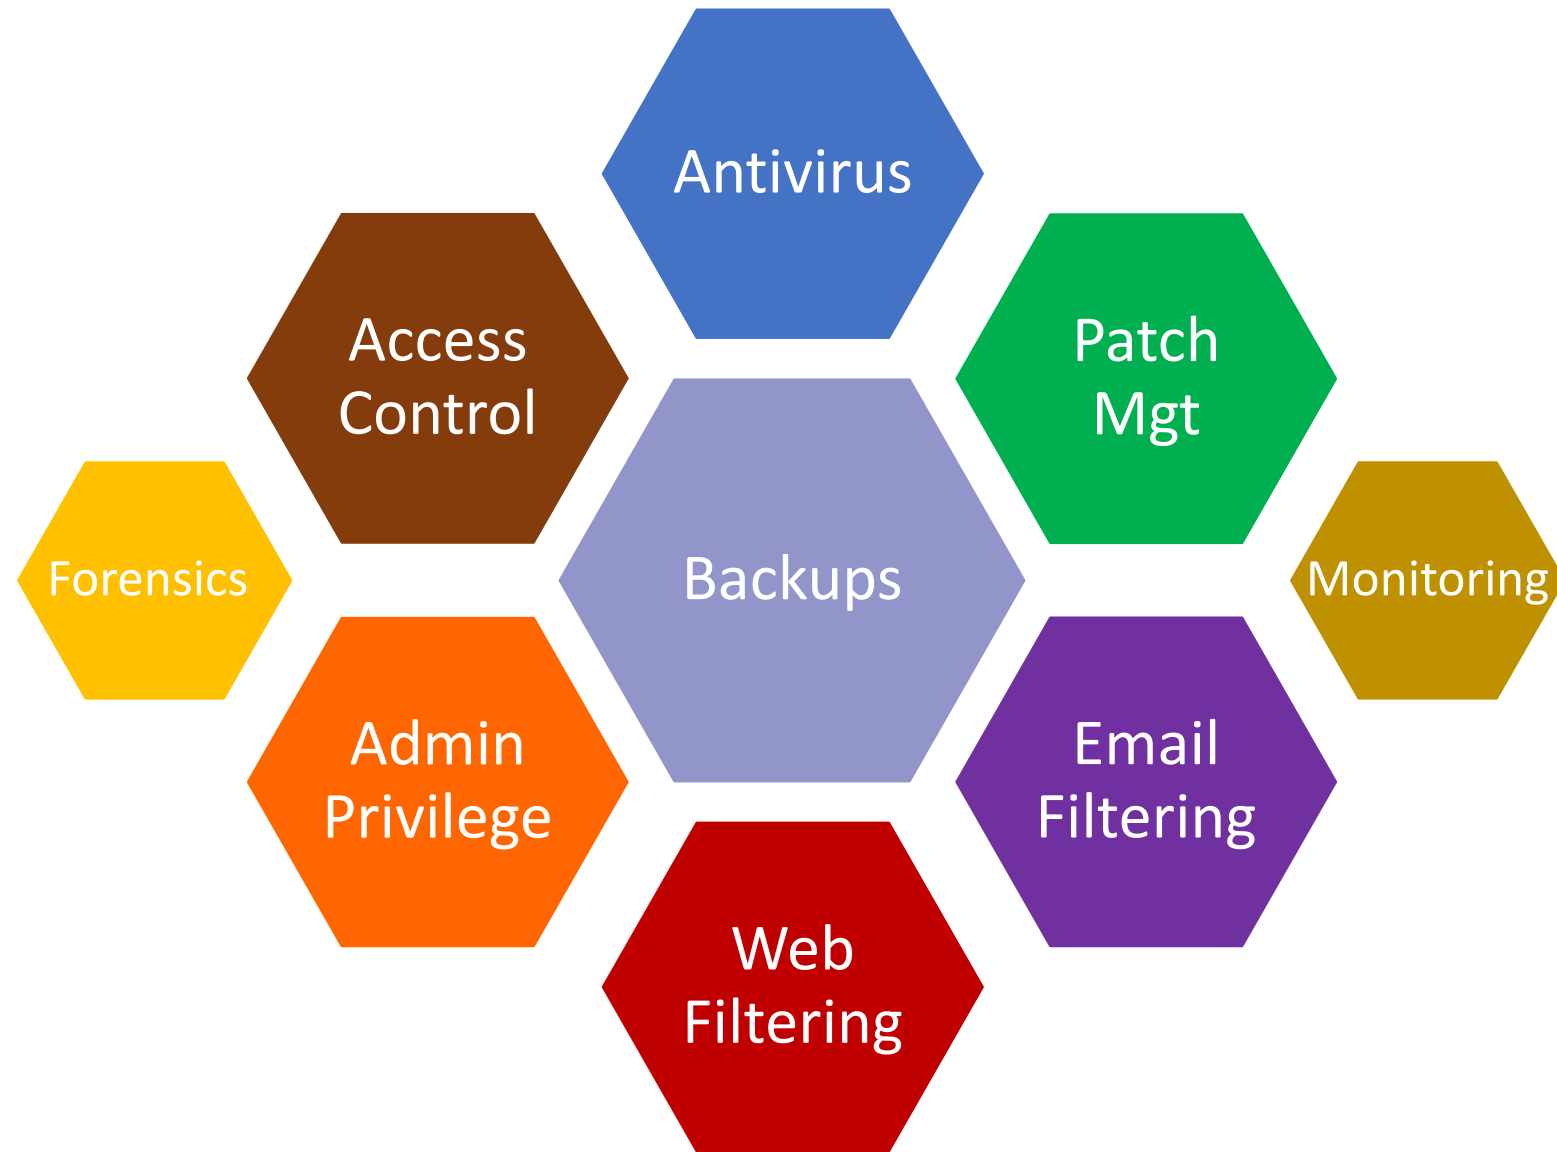 Antivirus
Access
Control
Patch
Mgt
Forensics
Backups
Monitoring
Admin
Privilege
Email
Filtering
Web
Filtering